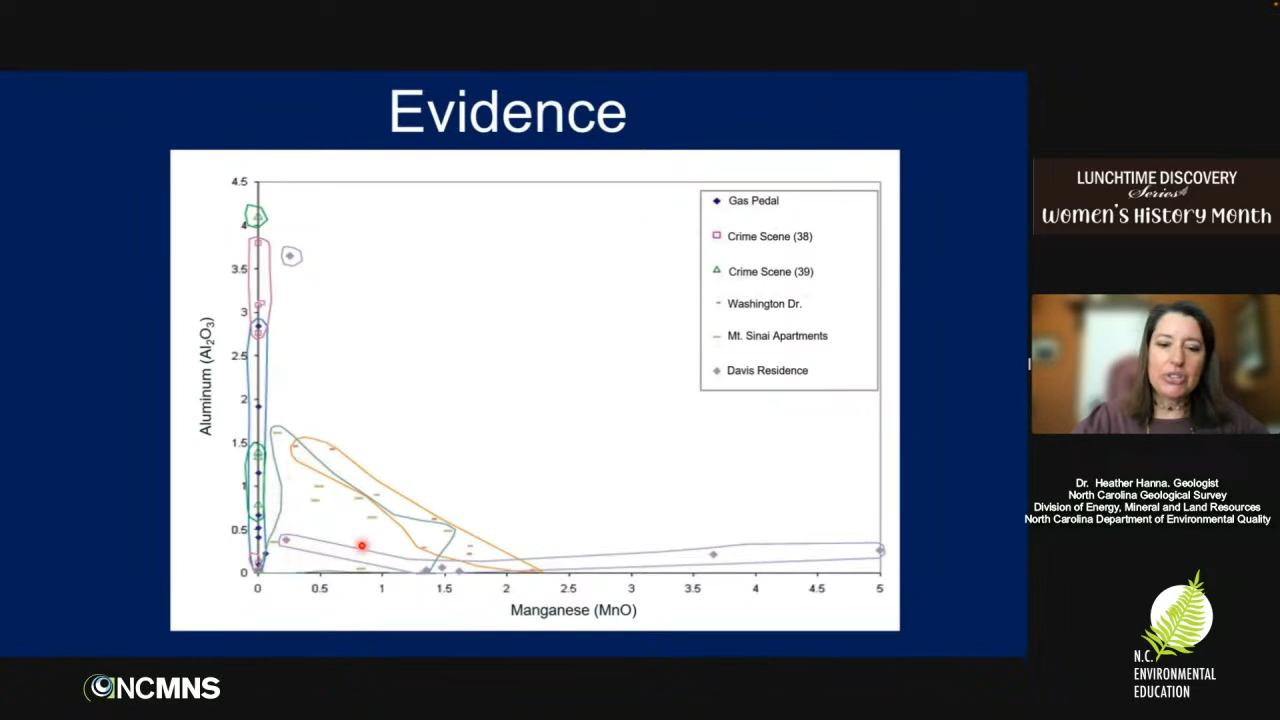 Evidence
4.5
4
3.5
3
2.5
2
1.5
1
0.5
0
Aluminum (Al₂O₃)
0
0.5
1
1.5
2
2.5
3
3.5
4
4.5
5
Manganese (MnO)
Gas Pedal
Crime Scene (38)
Crime Scene (39)
Washington Dr.
Mt. Sinai Apartments
Davis Residence
LUNCHTIME DISCOVERY
Series
Women's History Month
Dr. Heather Hanna. Geologist
North Carolina Geological Survey
Division of Energy, Mineral and Land Resources
North Carolina Department of Environmental Quality
NCMNS
N.C.
ENVIRONMENTAL
EDUCATION